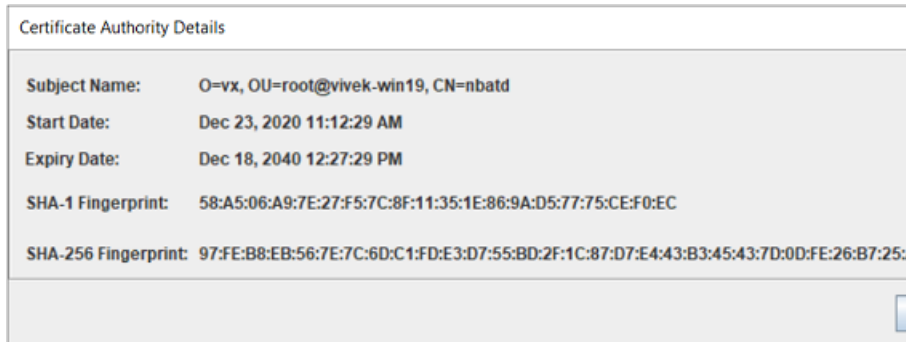 Certificate Authority Details
Subject Name: O=vx, OU=root@vivek-win19, CN=nbatd
Start Date: Dec 23, 2020 11:12:29 AM
Expiry Date: Dec 18, 2040 12:27:29 PM
SHA-1 Fingerprint: 58:A5:06:A9:7E:27:F5:7C:8F:11:35:1E:86:9A:D5:77:75:CE:F0:EC
SHA-256 Fingerprint: 97:FE:B8:EB:56:7E:7C:6D:C1:FD:E3:D7:55:BD:2F:1C:87:D7:E4:43:B3:45:43:7D:0D:FE:26:B7:25: